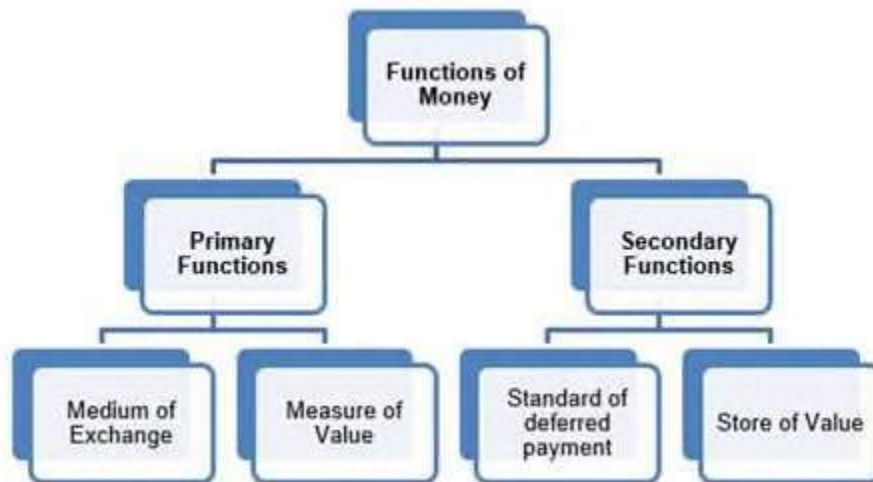 Functions of
Money
Primary
Functions
Secondary
Functions
Medium of
Exchange
Measure of
Value
Standard of
deferred
payment
Store of Value